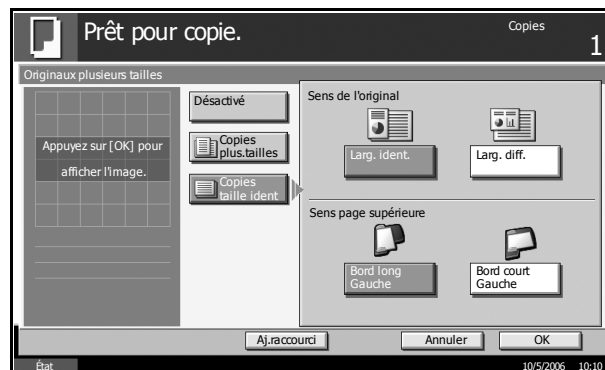 Prêt pour copie.
Copies
1
Originaux plusieurs tailles
Appuyez sur [OK] pour
afficher l'image.
Désactivé
Copies
plus.tailles
Copies
taille ident
Sens de l'original
Larg. ident.
Larg. diff.
Sens page supérieure
Bord long
Gauche
Bord court
Gauche
Aj.raccourci
Annuler
OK
État
10/5/2006 10:10